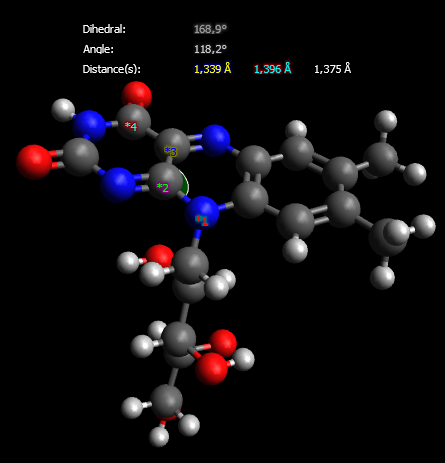 Dihedral: 168,9°
Angle: 118,2°
Distance(s): 1,339 Å 1,396 Å 1,375 Å
*4
*3
*2
*1